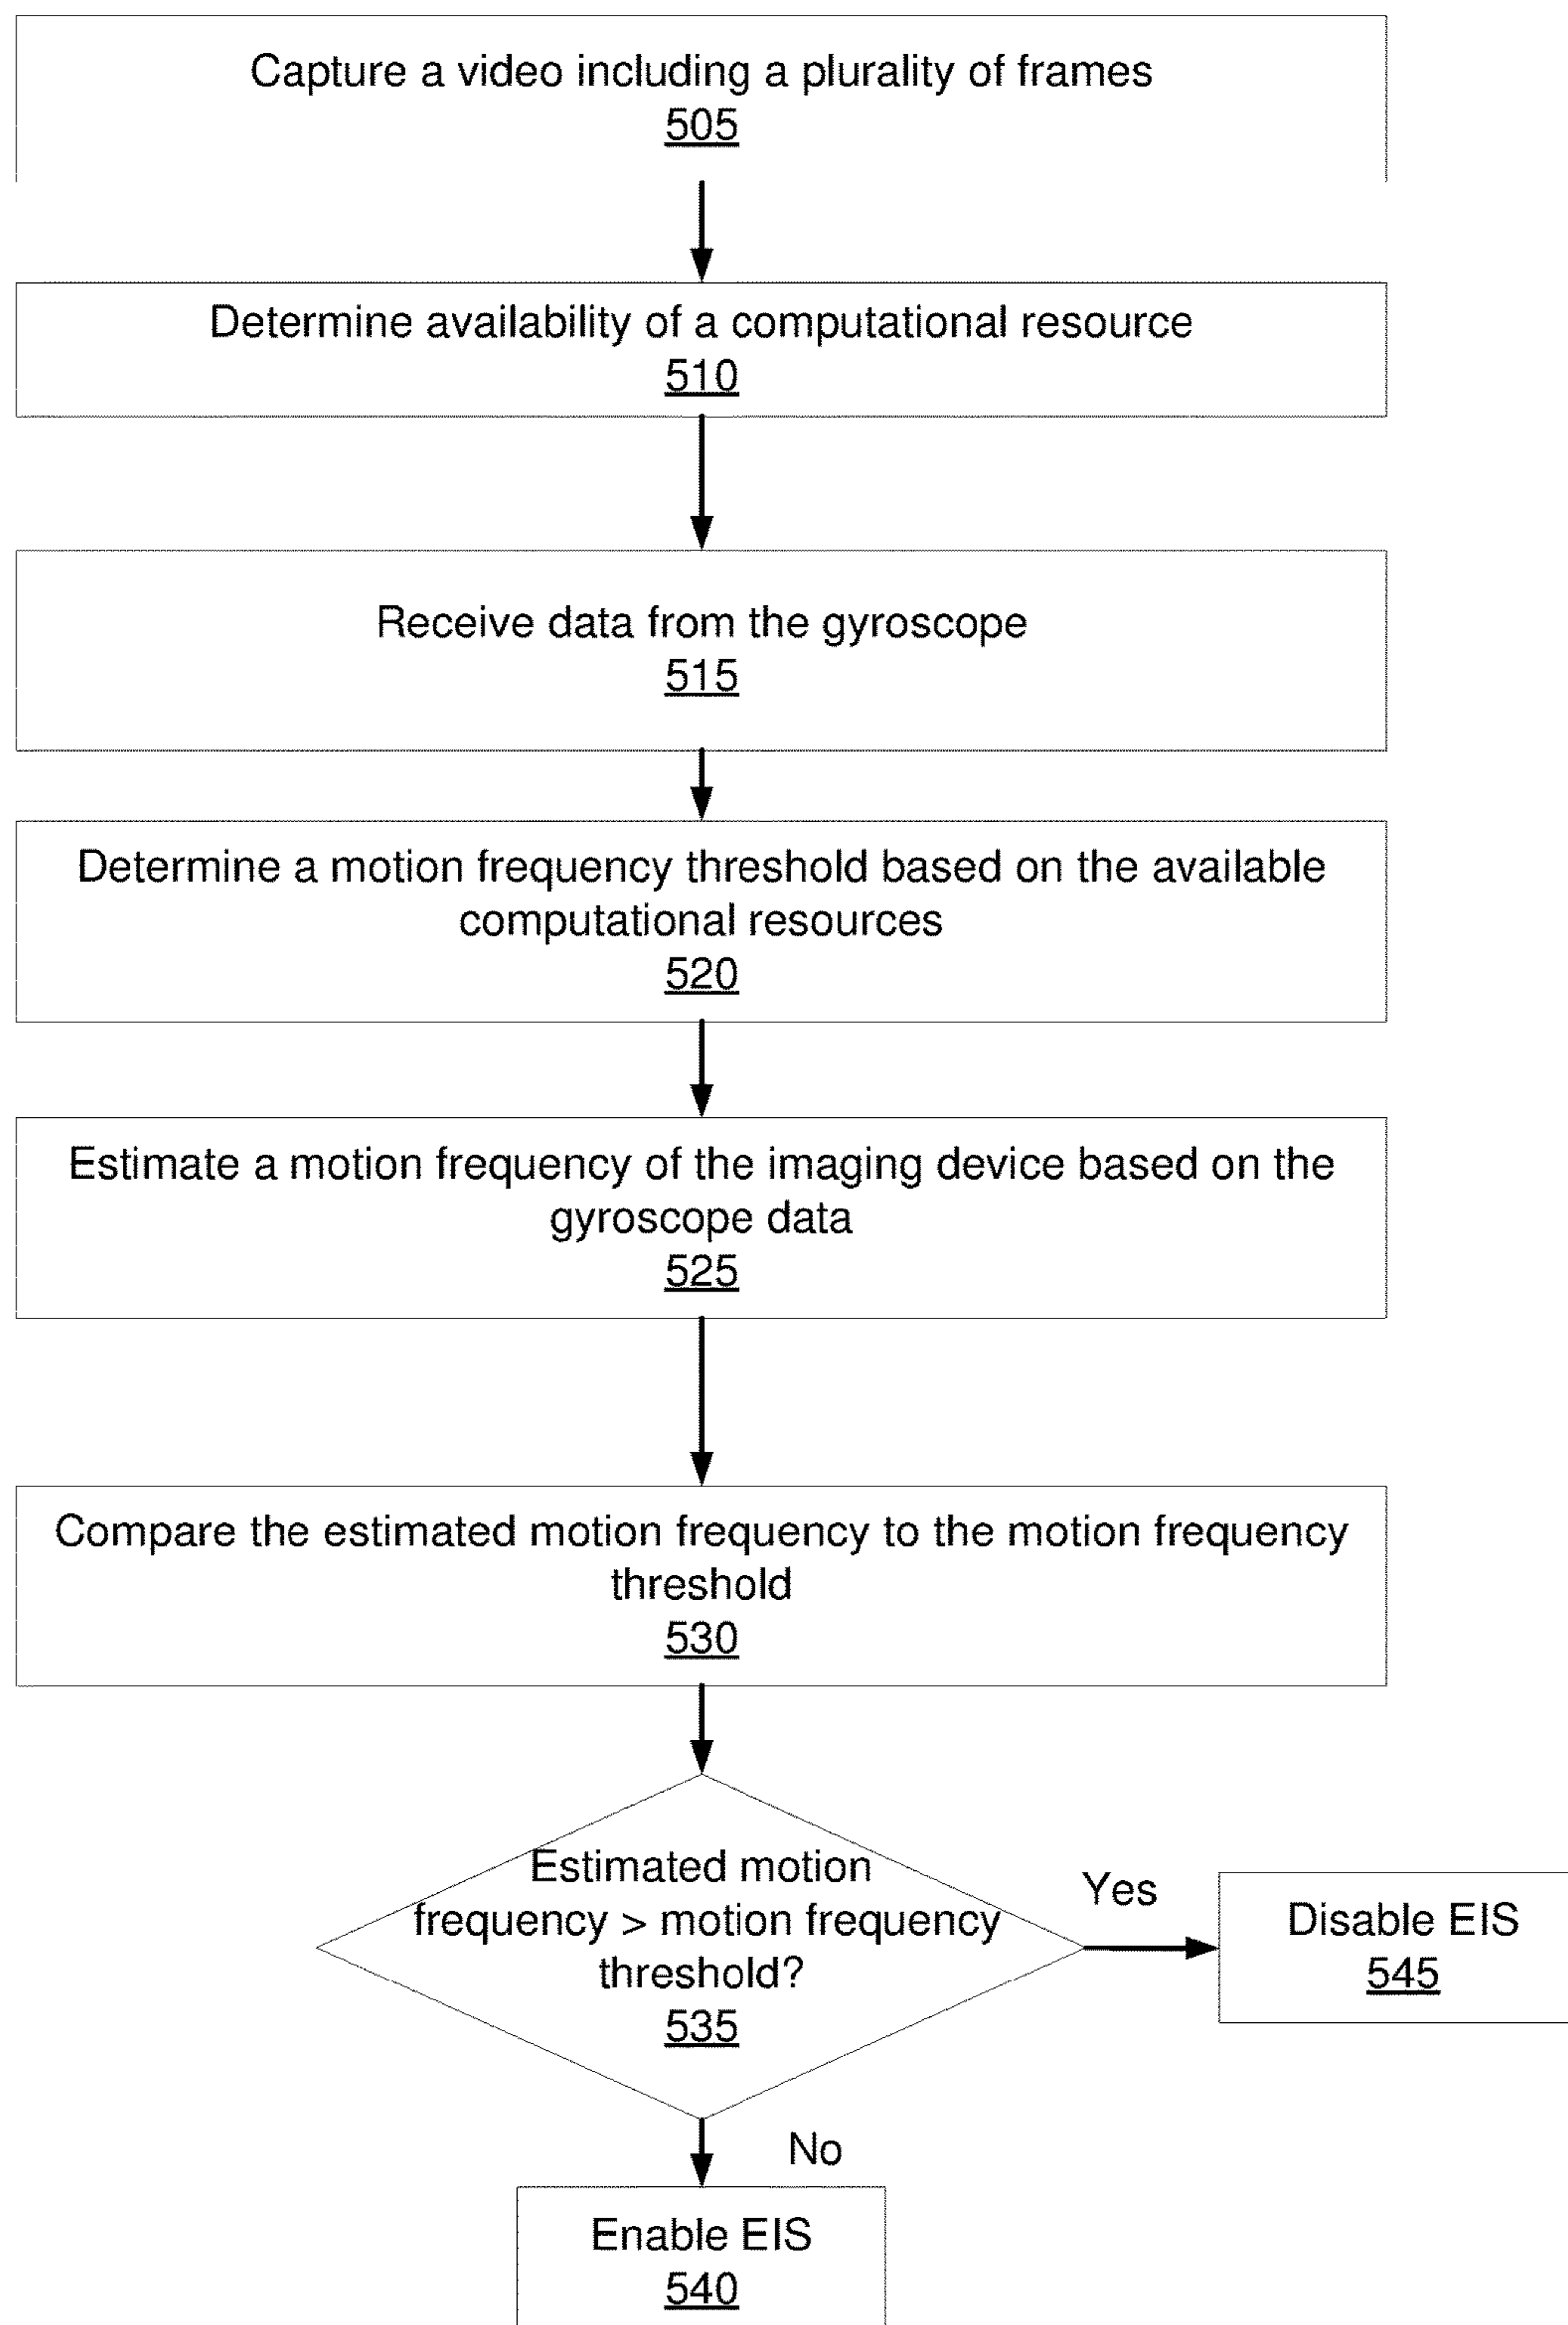 Capture a video including a plurality of frames
505
Determine availability of a computational resource
510
Receive data from the gyroscope
515
Determine a motion frequency threshold based on the available
computational resources
520
Estimate a motion frequency of the imaging device based on the
gyroscope data
525
Compare the estimated motion frequency to the motion frequency
threshold
530
Estimated motion
frequency > motion frequency
threshold?
535
Yes
Disable EIS
545
No
Enable EIS
540